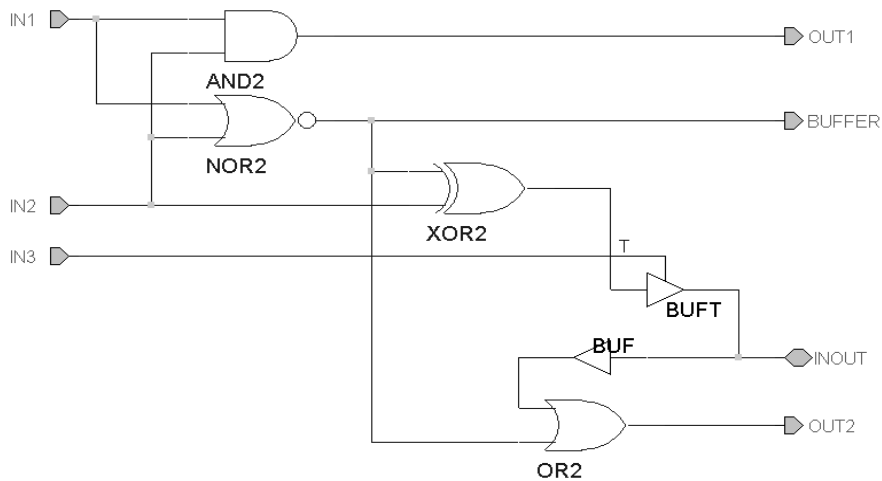 IN1
OUT1
AND2
BUFFER
NOR2
IN2
XOR2
T
IN3
BUFT
BUF
INOUT
OUT2
OR2